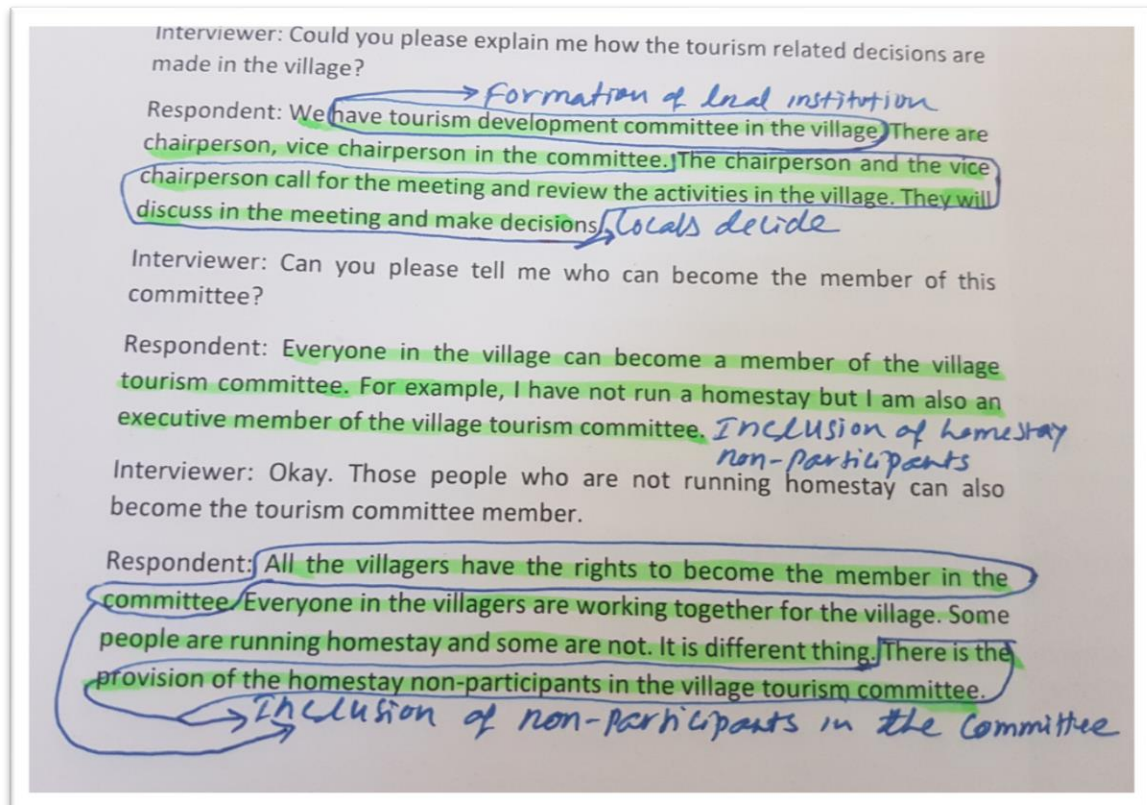 Interviewer: Could you please explain me how the tourism related decisions are
made in the village?
Formation of local institution
Respondent: We have tourism development committee in the village. There are
chairperson, vice chairperson in the committee. The chairperson and the vice
chairperson call for the meeting and review the activities in the village. They will
discuss in the meeting and make decisions. Locals decide
Interviewer: Can you please tell me who can become the member of this
committee?
Respondent: Everyone in the village can become a member of the village
tourism committee. For example, I have not run a homestay but I am also an
executive member of the village tourism committee. Inclusion of homestay
non-participants
Interviewer: Okay. Those people who are not running homestay can also
become the tourism committee member.
Respondent: All the villagers have the rights to become the member in the
committee. Everyone in the villagers are working together for the village. Some
people are running homestay and some are not. It is different thing. There is the
provision of the homestay non-participants in the village tourism committee.
Inclusion of non-participants in the committee